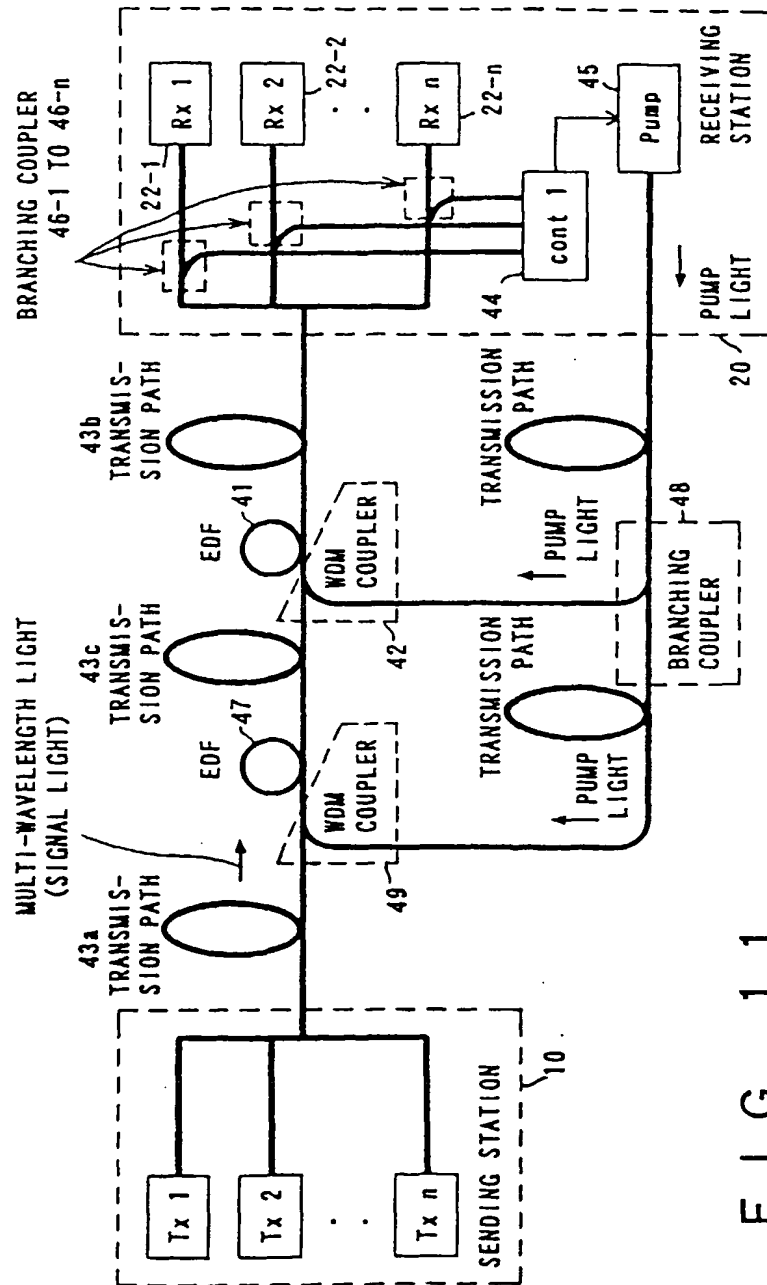 BRANCHING COUPLER
46-1 TO 46-n
MULTI-WAVELENGTH LIGHT
(SIGNAL LIGHT)
43a
TRANSMIS-
SION PATH
43c
TRANSMIS-
SION PATH
43b
TRANSMIS-
SION PATH
EDF
47
EDF
41
WDM
COUPLER
49
WDM
COUPLER
42
Tx 1
Tx 2
Tx n
SENDING STATION
10
22-1
Rx 1
Rx 2
22-2
Rx n
22-n
44
cont 1
45
Pump
RECEIVING
STATION
PUMP
LIGHT
20
TRANSMISSION
PATH
TRANSMISSION
PATH
PUMP
LIGHT
PUMP
LIGHT
BRANCHING
COUPLER
48
FIG. 11